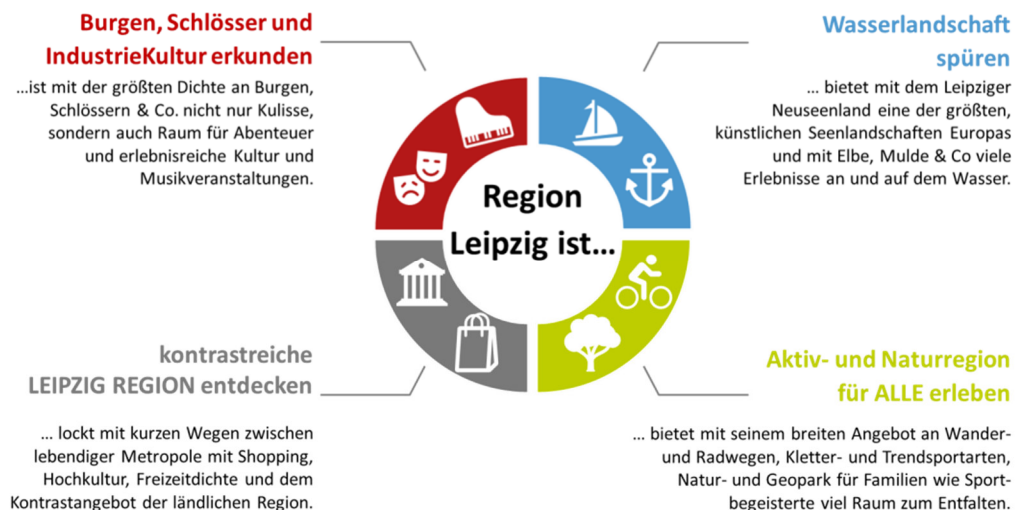 Burgen, Schlösser und
IndustrieKultur erkunden
...ist mit der größten Dichte an Burgen,
Schlössern & Co. nicht nur Kulisse,
sondern auch Raum für Abenteuer
und erlebnisreiche Kultur und
Musikveranstaltungen.
Wasserlandschaft
spüren
... bietet mit dem Leipziger
Neuseenland eine der größten,
künstlichen Seenlandschaften Europas
und mit Elbe, Mulde & Co viele
Erlebnisse an und auf dem Wasser.
Region
Leipzig ist...
kontrastreiche
LEIPZIG REGION entdecken
... lockt mit kurzen Wegen zwischen
lebendiger Metropole mit Shopping,
Hochkultur, Freizeitdichte und dem
Kontrastangebot der ländlichen Region.
Aktiv- und Naturregion
für ALLE erleben
... bietet mit seinem breiten Angebot an Wander-
und Radwegen, Kletter- und Trendsportarten,
Natur- und Geopark für Familien wie Sport-
begeisterte viel Raum zum Entfalten.